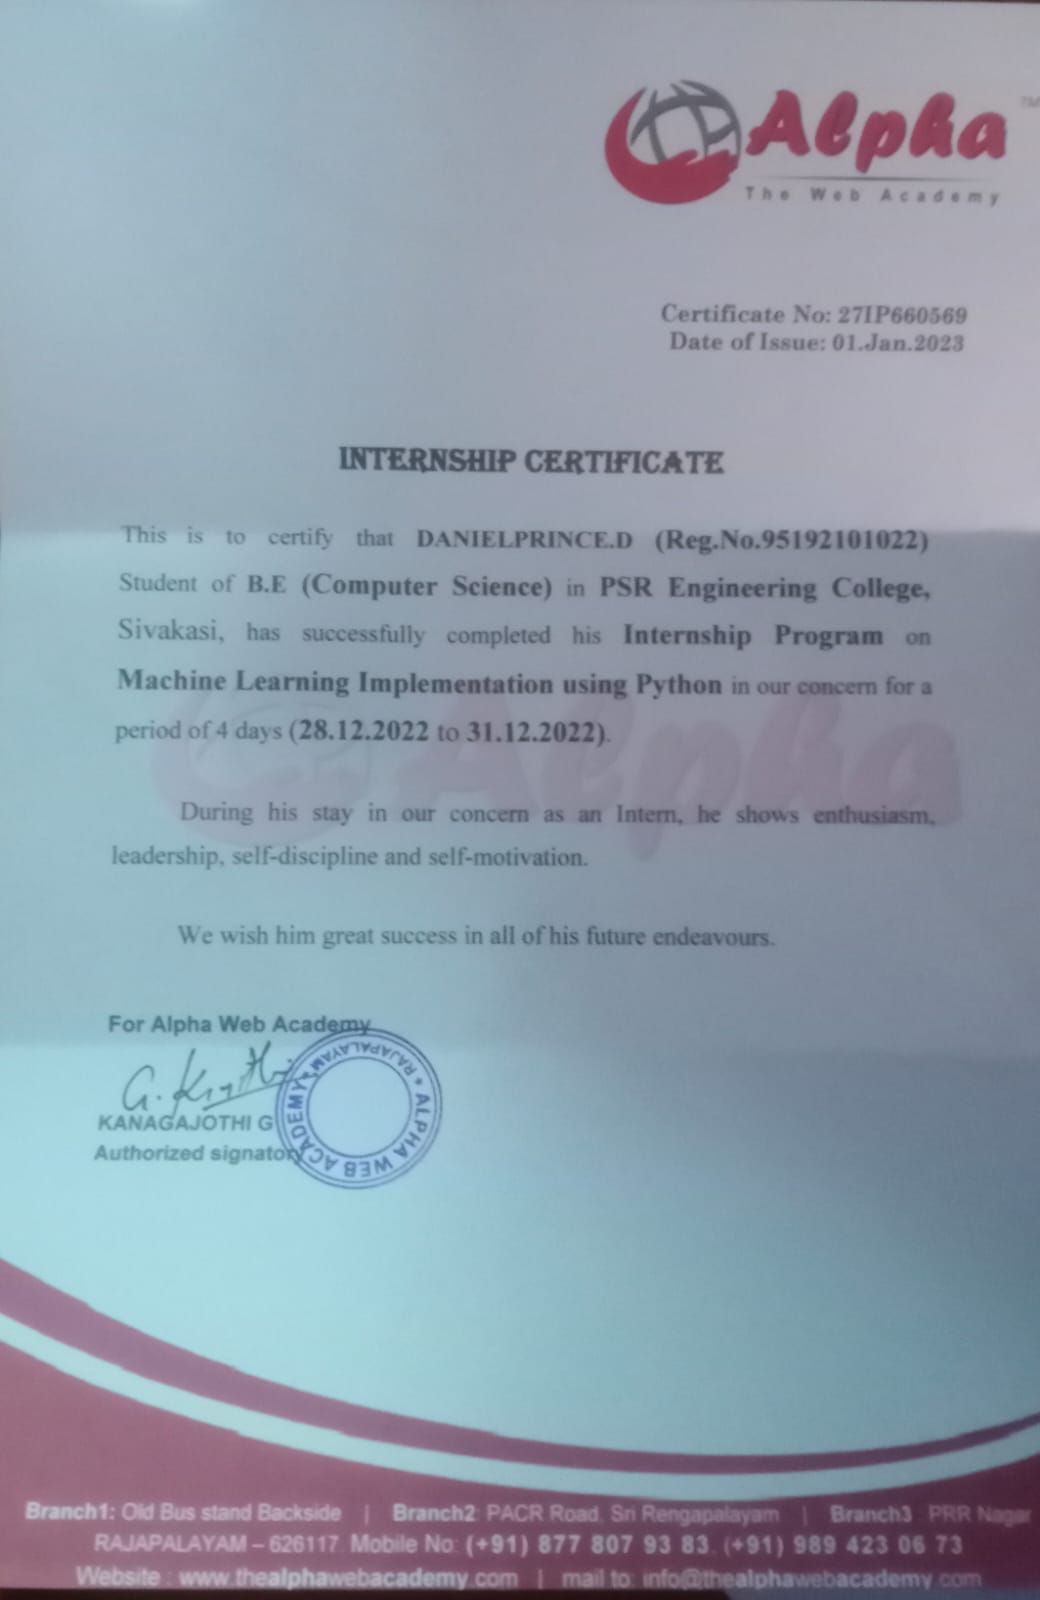 Alpha TM
The Web Academy
Certificate No: 27IP660569
Date of Issue: 01.Jan.2023
INTERNSHIP CERTIFICATE
This is to certify that DANIELPRINCE.D (Reg.No.95192101022)
Student of B.E (Computer Science) in PSR Engineering College,
Sivakasi, has successfully completed his Internship Program on
Machine Learning Implementation using Python in our concern for a
period of 4 days (28.12.2022 to 31.12.2022).
During his stay in our concern as an Intern, he shows enthusiasm,
leadership, self-discipline and self-motivation.
We wish him great success in all of his future endeavours.
For Alpha Web Academy
KANAGAJOTHI G
Authorized signatory
ALPHA WEB ACADEMY * RAJAPALAYAM *
Branch1: Old Bus stand Backside | Branch2: PACR Road, Sri Rengapalayam | Branch3 : PRR Nagar
RAJAPALAYAM – 626117. Mobile No: (+91) 877 807 93 83, (+91) 989 423 06 73
Website : www.thealphawebacademy.com | mail to: info@thealphawebacademy.com